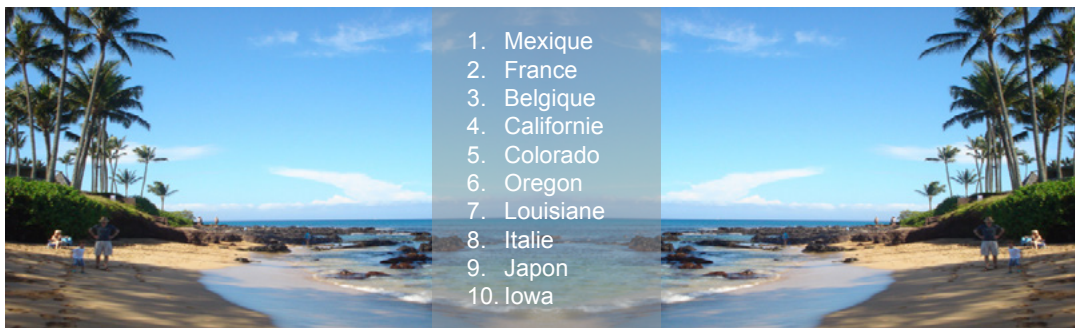 1. Mexique
2. France
3. Belgique
4. Californie
5. Colorado
6. Oregon
7. Louisiane
8. Italie
9. Japon
10. Iowa